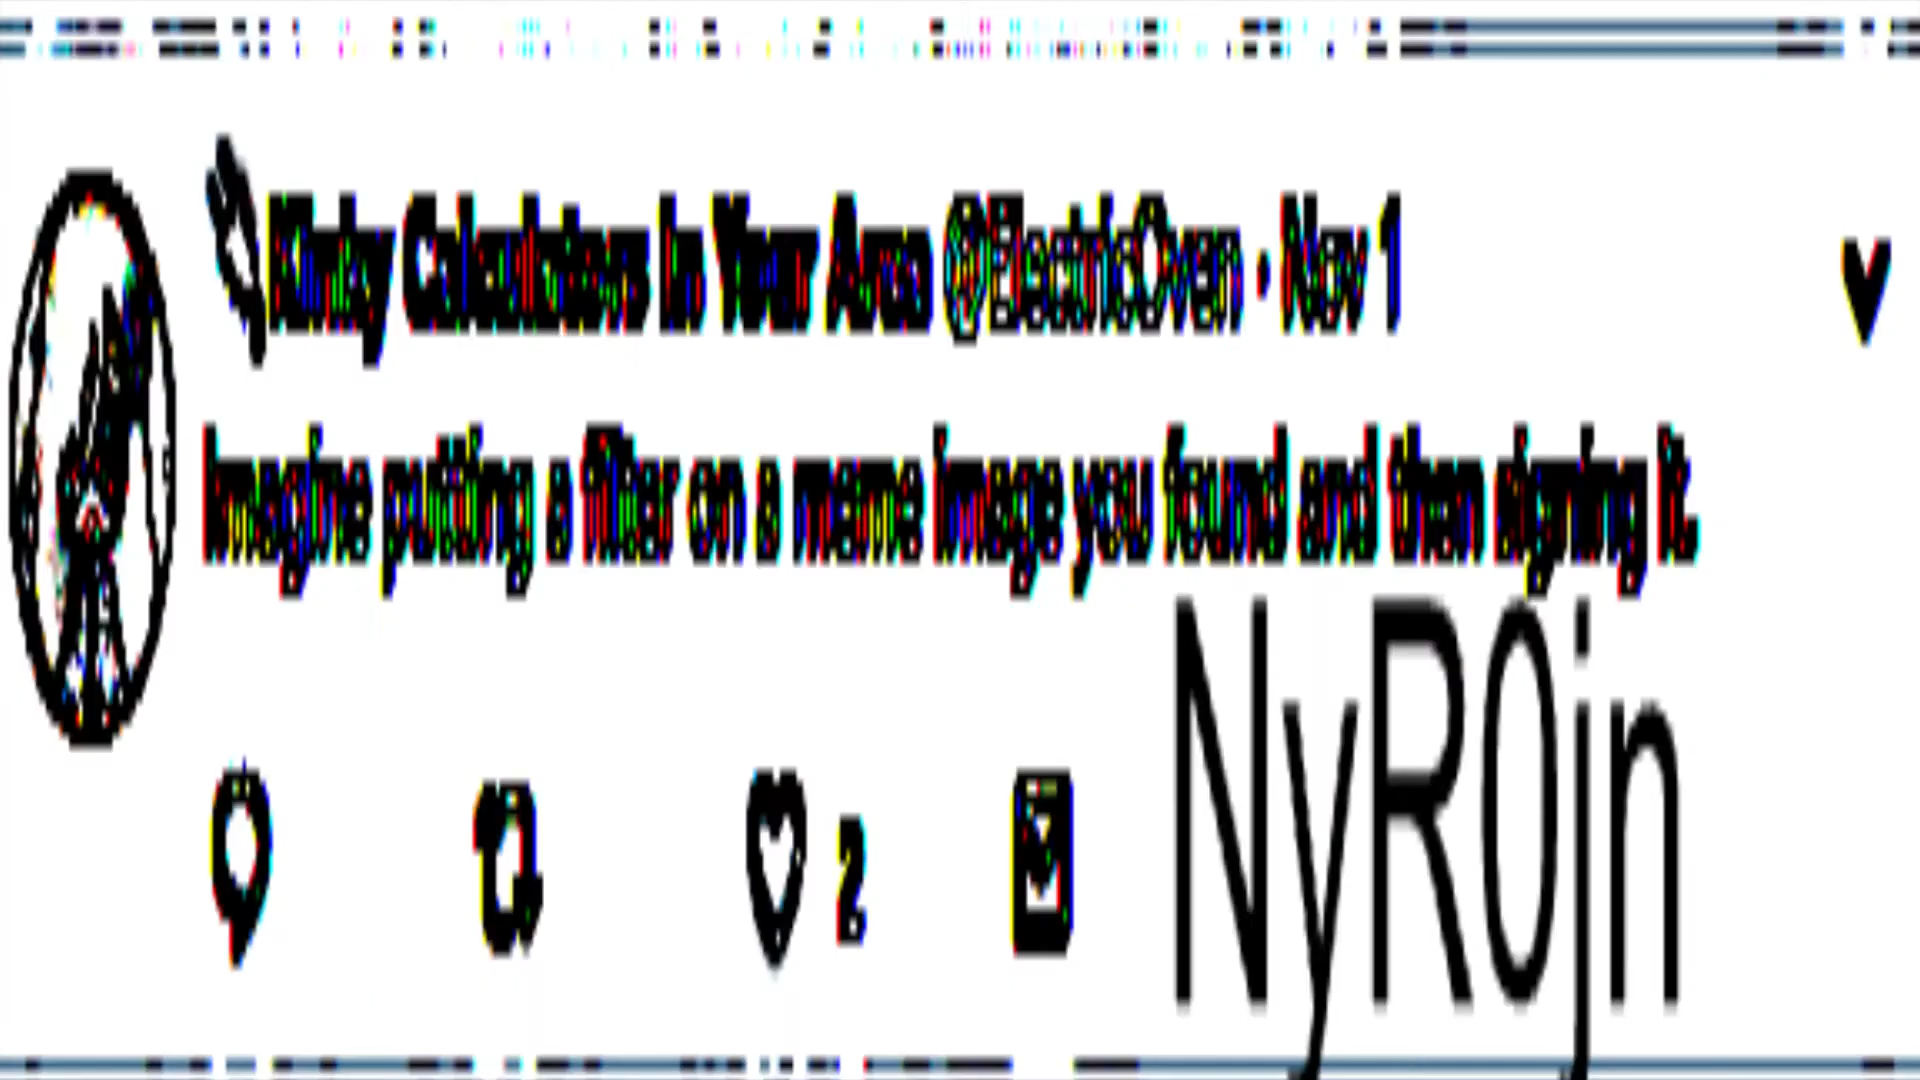 Kinky Calculators In Your Area @ElectricOven · Nov 1
Imagine putting a filter on a meme image you found and then signing it.
2
NyR0jn